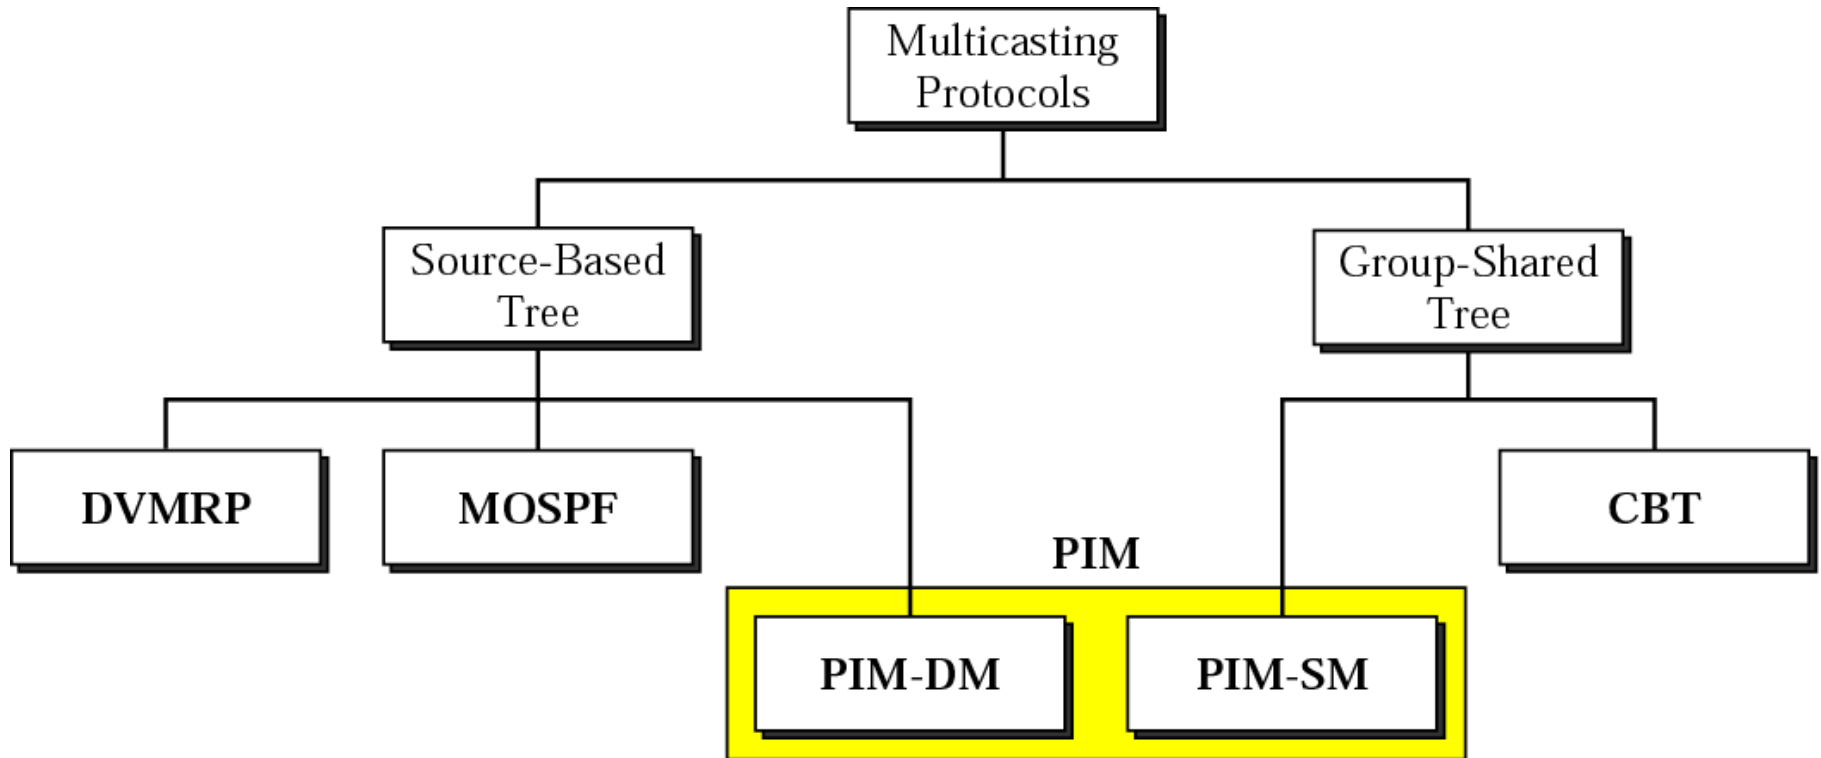 Multicasting
Protocols
Source-Based
Tree
Group-Shared
Tree
DVMRP
MOSPF
CBT
PIM
PIM-DM
PIM-SM